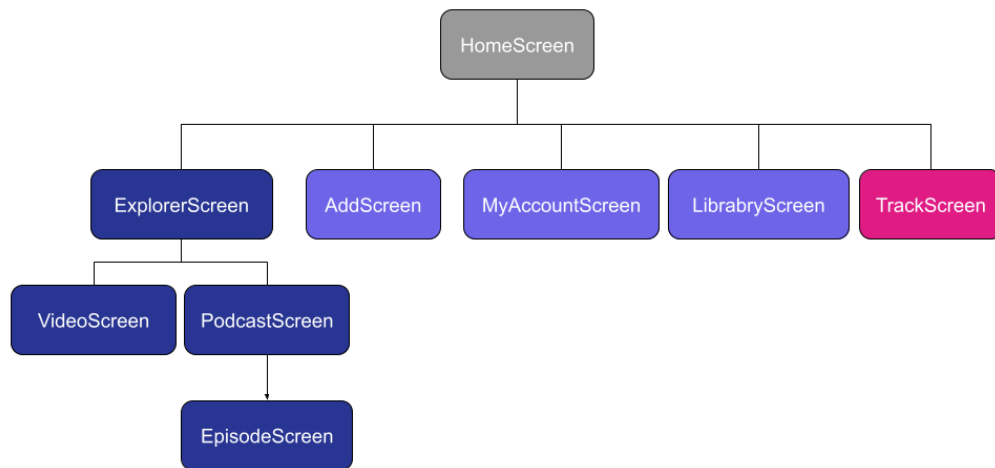 HomeScreen
ExplorerScreen
AddScreen
MyAccountScreen
LibrabryScreen
TrackScreen
VideoScreen
PodcastScreen
EpisodeScreen